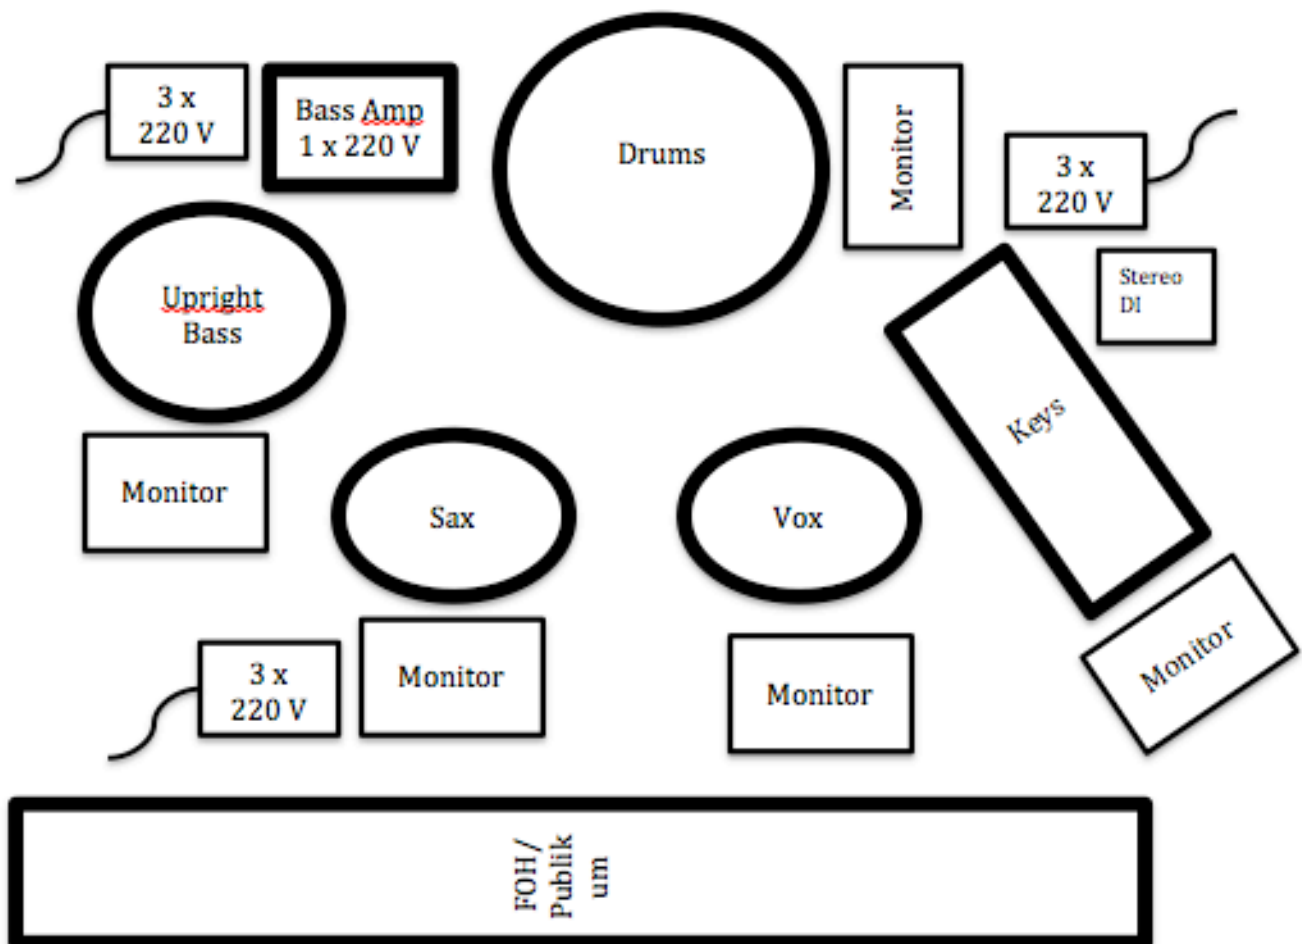 3 x
220 V
Bass Amp
1 x 220 V
Drums
Monitor
3 x
220 V
Stereo
DI
Upright
Bass
Keys
Monitor
Sax
Vox
Monitor
3 x
220 V
Monitor
Monitor
FOH/
Publik
um